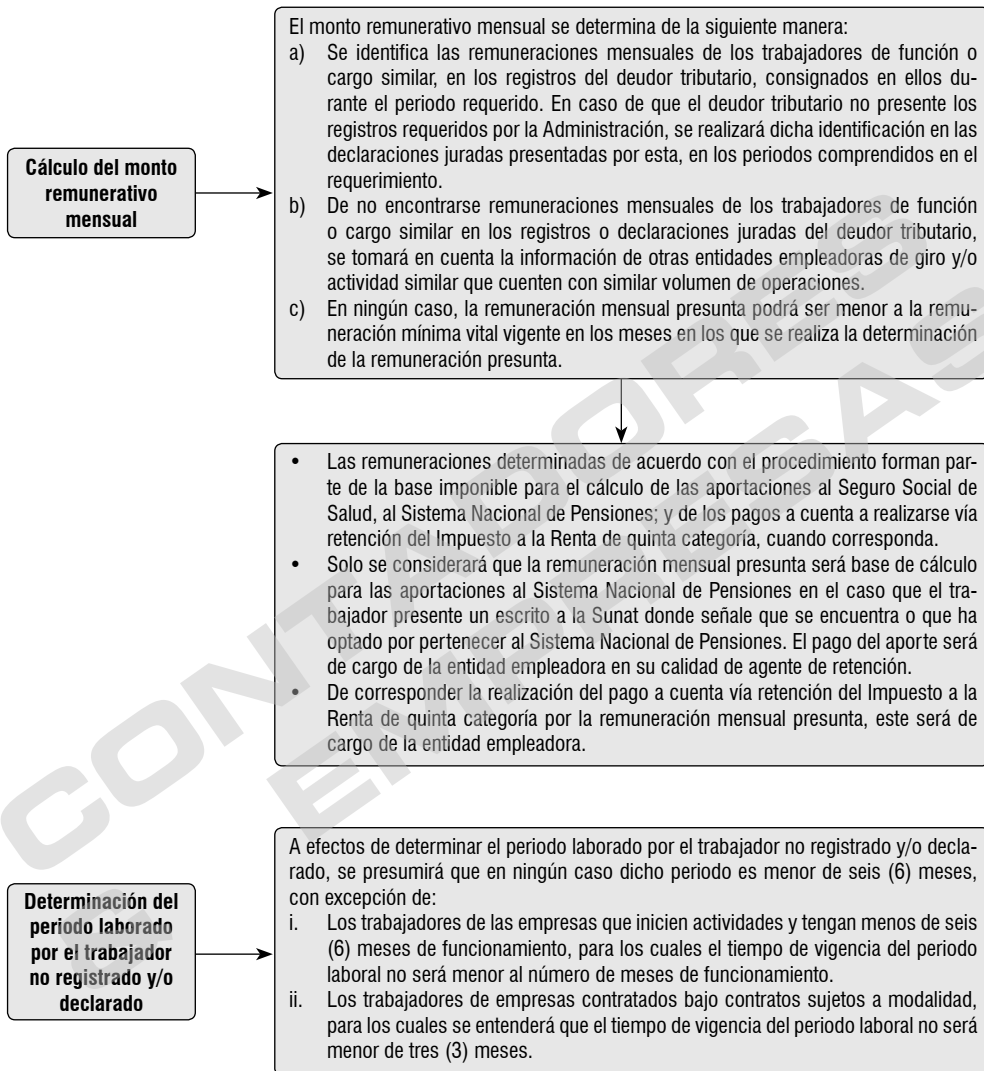 El monto remunerativo mensual se determina de la siguiente manera:
a) Se identifica las remuneraciones mensuales de los trabajadores de función o
cargo similar, en los registros del deudor tributario, consignados en ellos du-
rante el periodo requerido. En caso de que el deudor tributario no presente los
registros requeridos por la Administración, se realizará dicha identificación en las
declaraciones juradas presentadas por esta, en los periodos comprendidos en el
requerimiento.
b) De no encontrarse remuneraciones mensuales de los trabajadores de función
o cargo similar en los registros o declaraciones juradas del deudor tributario,
se tomará en cuenta la información de otras entidades empleadoras de giro y/o
actividad similar que cuenten con similar volumen de operaciones.
c) En ningún caso, la remuneración mensual presunta podrá ser menor a la remu-
neración mínima vital vigente en los meses en los que se realiza la determinación
de la remuneración presunta.
Cálculo del monto
remunerativo
mensual
• Las remuneraciones determinadas de acuerdo con el procedimiento forman par-
te de la base imponible para el cálculo de las aportaciones al Seguro Social de
Salud, al Sistema Nacional de Pensiones; y de los pagos a cuenta a realizarse vía
retención del Impuesto a la Renta de quinta categoría, cuando corresponda.
• Solo se considerará que la remuneración mensual presunta será base de cálculo
para las aportaciones al Sistema Nacional de Pensiones en el caso que el tra-
bajador presente un escrito a la Sunat donde señale que se encuentra o que ha
optado por pertenecer al Sistema Nacional de Pensiones. El pago del aporte será
de cargo de la entidad empleadora en su calidad de agente de retención.
• De corresponder la realización del pago a cuenta vía retención del Impuesto a la
Renta de quinta categoría por la remuneración mensual presunta, este será de
cargo de la entidad empleadora.
Determinación del
periodo laborado
por el trabajador
no registrado y/o
declarado
A efectos de determinar el periodo laborado por el trabajador no registrado y/o decla-
rado, se presumirá que en ningún caso dicho periodo es menor de seis (6) meses,
con excepción de:
i. Los trabajadores de las empresas que inicien actividades y tengan menos de seis
(6) meses de funcionamiento, para los cuales el tiempo de vigencia del periodo
laboral no será menor al número de meses de funcionamiento.
ii. Los trabajadores de empresas contratados bajo contratos sujetos a modalidad,
para los cuales se entenderá que el tiempo de vigencia del periodo laboral no será
menor de tres (3) meses.
CONTADORES
EMPRESAS